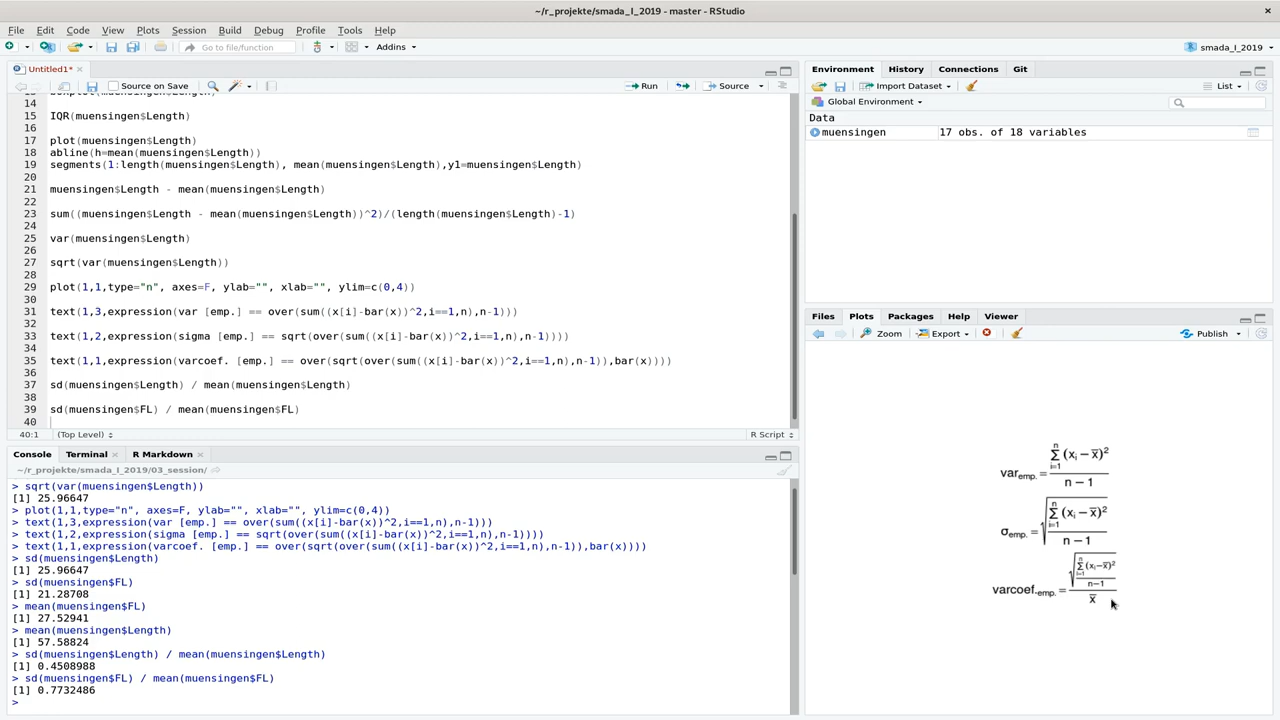 ~/r_projekte/smada_I_2019 - master - RStudio
File Edit Code View Plots Session Build Debug Profile Tools Help
Go to file/function Addins smada_I_2019
Untitled1*
Source on Save Run Source
14
15 IQR(muensingen$Length)
16
17 plot(muensingen$Length)
18 abline(h=mean(muensingen$Length))
19 segments(1:length(muensingen$Length), mean(muensingen$Length),y1=muensingen$Length)
20
21 muensingen$Length - mean(muensingen$Length)
22
23 sum((muensingen$Length - mean(muensingen$Length))^2)/(length(muensingen$Length)-1)
24
25 var(muensingen$Length)
26
27 sqrt(var(muensingen$Length))
28
29 plot(1,1,type="n", axes=F, ylab="", xlab="", ylim=c(0,4))
30
31 text(1,3,expression(var [emp.] == over(sum((x[i]-bar(x))^2,i==1,n),n-1)))
32
33 text(1,2,expression(sigma [emp.] == sqrt(over(sum((x[i]-bar(x))^2,i==1,n),n-1))))
34
35 text(1,1,expression(varcoef. [emp.] == over(sqrt(over(sum((x[i]-bar(x))^2,i==1,n),n-1)),bar(x))))
36
37 sd(muensingen$Length) / mean(muensingen$Length)
38
39 sd(muensingen$FL) / mean(muensingen$FL)
40
40:1 (Top Level) R Script
Console Terminal R Markdown
~/r_projekte/smada_I_2019/03_session/
> sqrt(var(muensingen$Length))
[1] 25.96647
> plot(1,1,type="n", axes=F, ylab="", xlab="", ylim=c(0,4))
> text(1,3,expression(var [emp.] == over(sum((x[i]-bar(x))^2,i==1,n),n-1)))
> text(1,2,expression(sigma [emp.] == sqrt(over(sum((x[i]-bar(x))^2,i==1,n),n-1))))
> text(1,1,expression(varcoef. [emp.] == over(sqrt(over(sum((x[i]-bar(x))^2,i==1,n),n-1)),bar(x))))
> sd(muensingen$Length)
[1] 25.96647
> sd(muensingen$FL)
[1] 21.28708
> mean(muensingen$FL)
[1] 27.52941
> mean(muensingen$Length)
[1] 57.58824
> sd(muensingen$Length) / mean(muensingen$Length)
[1] 0.4508988
> sd(muensingen$FL) / mean(muensingen$FL)
[1] 0.7732486
>
Environment History Connections Git
Import Dataset List
Global Environment
Data
muensingen 17 obs. of 18 variables
Files Plots Packages Help Viewer
Zoom Export Publish
var_emp. = ∑_{i=1}^{n} (x_i − x̅)² / (n − 1)
σ_emp. = √(∑_{i=1}^{n} (x_i − x̅)² / (n − 1))
varcoef._emp. = √(∑_{i=1}^{n} (x_i − x̅)² / (n−1)) / x̅